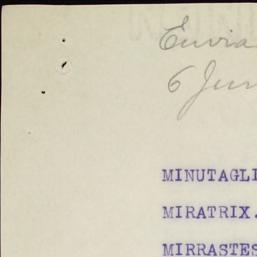 Envia
6 Jun
MINUTAGLI
MIRATRIX.
MIRRASTES